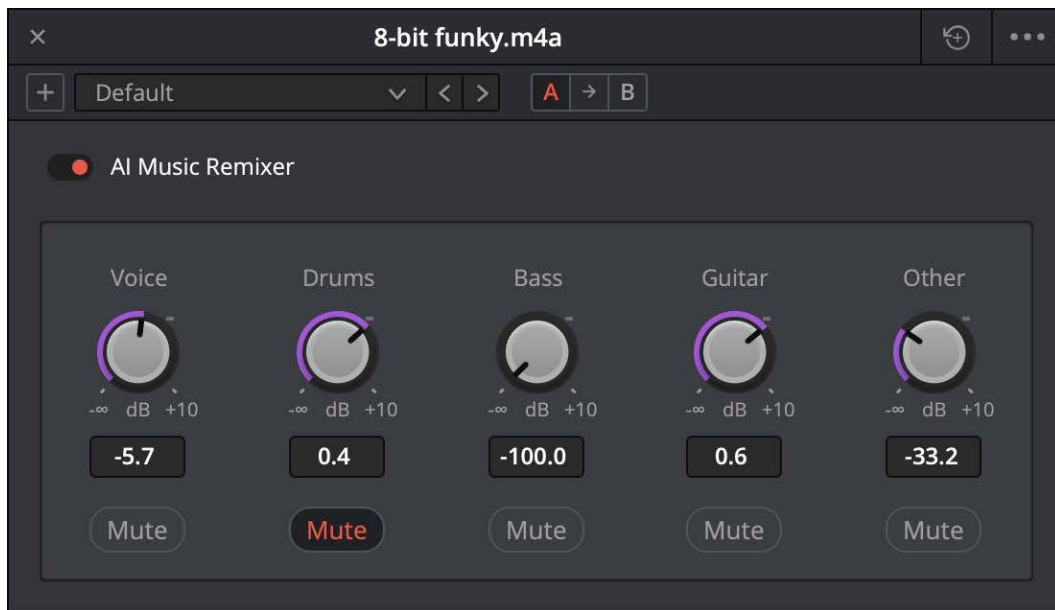 8-bit funky.m4a
Default
A B
AI Music Remixer
Voice Drums Bass Guitar Other
-∞ dB +10 -∞ dB +10 -∞ dB +10 -∞ dB +10 -∞ dB +10
-5.7 0.4 -100.0 0.6 -33.2
Mute Mute Mute Mute Mute